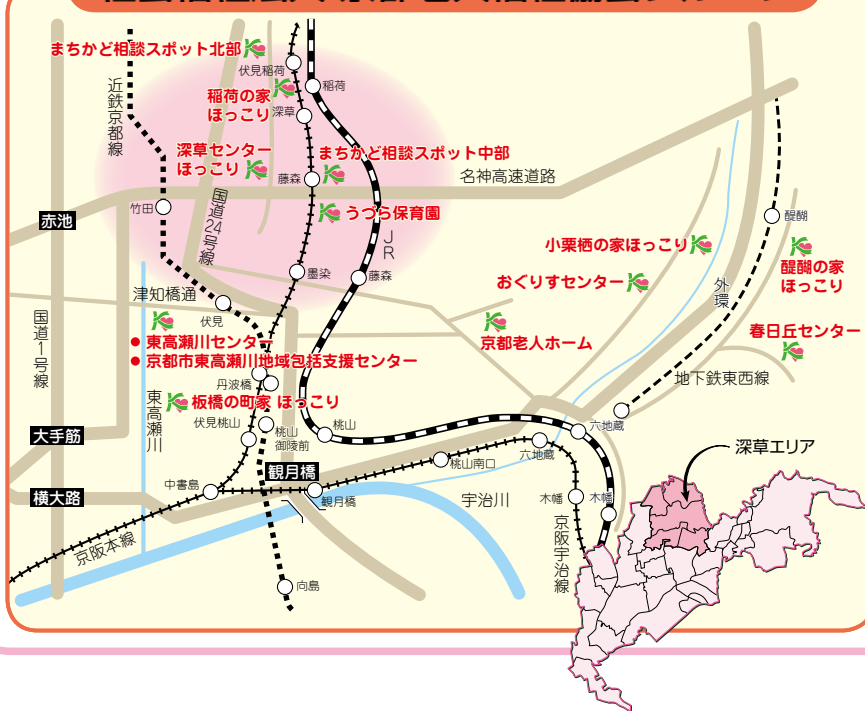 まちかど相談スポット北部
伏見稲荷
稲荷
近鉄京都線
稲荷の家
ほっこり
深草
深草センター
ほっこり
まちかど相談スポット中部
藤森
名神高速道路
竹田
国道24号線
うづら保育園
赤池
醍醐
JR
小栗栖の家ほっこり
醍醐の家
ほっこり
墨染
藤森
おぐりすセンター
外環
津知橋通
伏見
国道1号線
● 東高瀬川センター
● 京都市東高瀬川地域包括支援センター
京都老人ホーム
春日丘センター
丹波橋
地下鉄東西線
東高瀬川
板橋の町家 ほっこり
伏見桃山
桃山
御陵前
桃山
六地蔵
大手筋
六地蔵
深草エリア
観月橋
桃山南口
中書島
横大路
観月橋
宇治川
木幡
木幡
京阪本線
京阪宇治線
向島